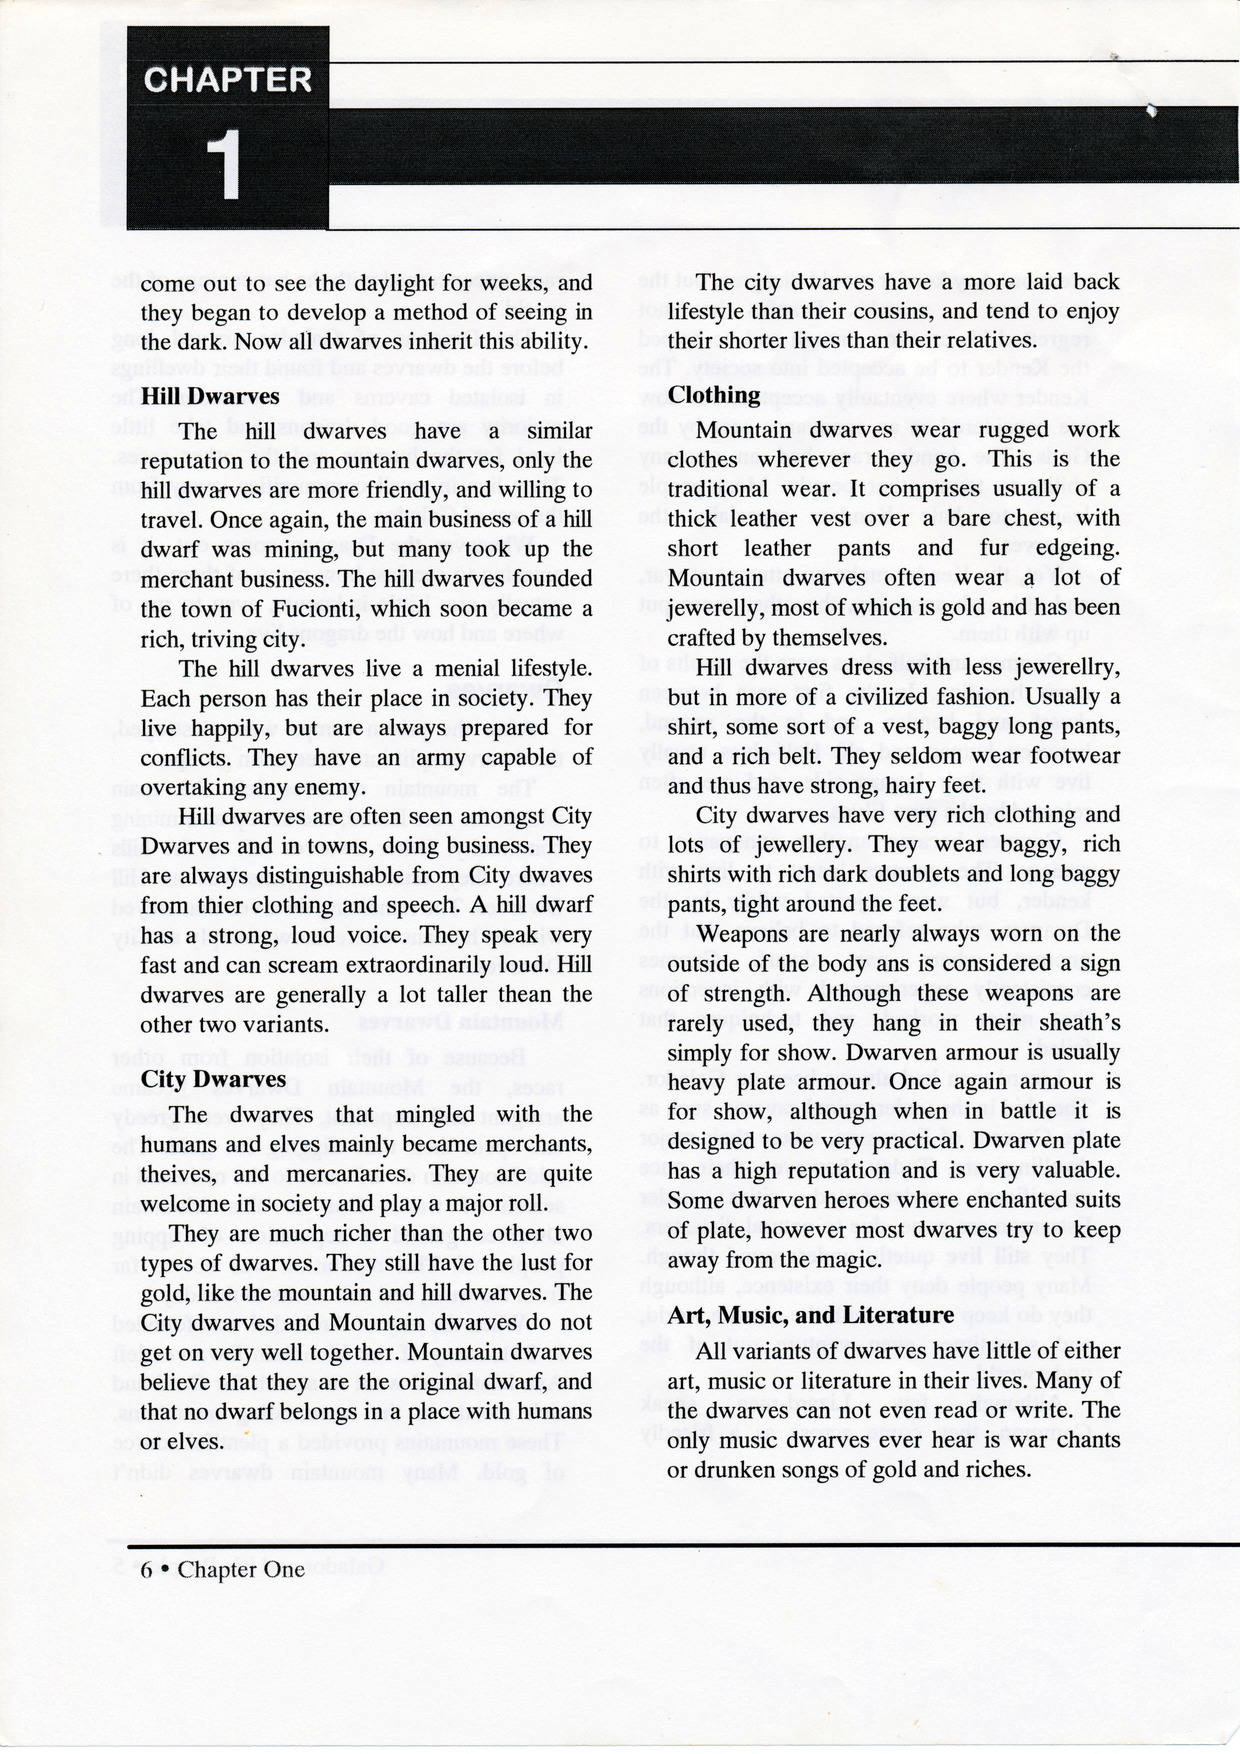 CHAPTER
1
come out to see the daylight for weeks, and
they began to develop a method of seeing in
the dark. Now all dwarves inherit this ability.
Hill Dwarves
The hill dwarves have a similar
reputation to the mountain dwarves, only the
hill dwarves are more friendly, and willing to
travel. Once again, the main business of a hill
dwarf was mining, but many took up the
merchant business. The hill dwarves founded
the town of Fucionti, which soon became a
rich, triving city.
The hill dwarves live a menial lifestyle.
Each person has their place in society. They
live happily, but are always prepared for
conflicts. They have an army capable of
overtaking any enemy.
Hill dwarves are often seen amongst City
Dwarves and in towns, doing business. They
are always distinguishable from City dwaves
from thier clothing and speech. A hill dwarf
has a strong, loud voice. They speak very
fast and can scream extraordinarily loud. Hill
dwarves are generally a lot taller thean the
other two variants.
City Dwarves
The dwarves that mingled with the
humans and elves mainly became merchants,
theives, and mercanaries. They are quite
welcome in society and play a major roll.
They are much richer than the other two
types of dwarves. They still have the lust for
gold, like the mountain and hill dwarves. The
City dwarves and Mountain dwarves do not
get on very well together. Mountain dwarves
believe that they are the original dwarf, and
that no dwarf belongs in a place with humans
or elves.
The city dwarves have a more laid back
lifestyle than their cousins, and tend to enjoy
their shorter lives than their relatives.
Clothing
Mountain dwarves wear rugged work
clothes wherever they go. This is the
traditional wear. It comprises usually of a
thick leather vest over a bare chest, with
short leather pants and fur edgeing.
Mountain dwarves often wear a lot of
jewerelly, most of which is gold and has been
crafted by themselves.
Hill dwarves dress with less jewerellry,
but in more of a civilized fashion. Usually a
shirt, some sort of a vest, baggy long pants,
and a rich belt. They seldom wear footwear
and thus have strong, hairy feet.
City dwarves have very rich clothing and
lots of jewellery. They wear baggy, rich
shirts with rich dark doublets and long baggy
pants, tight around the feet.
Weapons are nearly always worn on the
outside of the body ans is considered a sign
of strength. Although these weapons are
rarely used, they hang in their sheath's
simply for show. Dwarven armour is usually
heavy plate armour. Once again armour is
for show, although when in battle it is
designed to be very practical. Dwarven plate
has a high reputation and is very valuable.
Some dwarven heroes where enchanted suits
of plate, however most dwarves try to keep
away from the magic.
Art, Music, and Literature
All variants of dwarves have little of either
art, music or literature in their lives. Many of
the dwarves can not even read or write. The
only music dwarves ever hear is war chants
or drunken songs of gold and riches.
6 • Chapter One